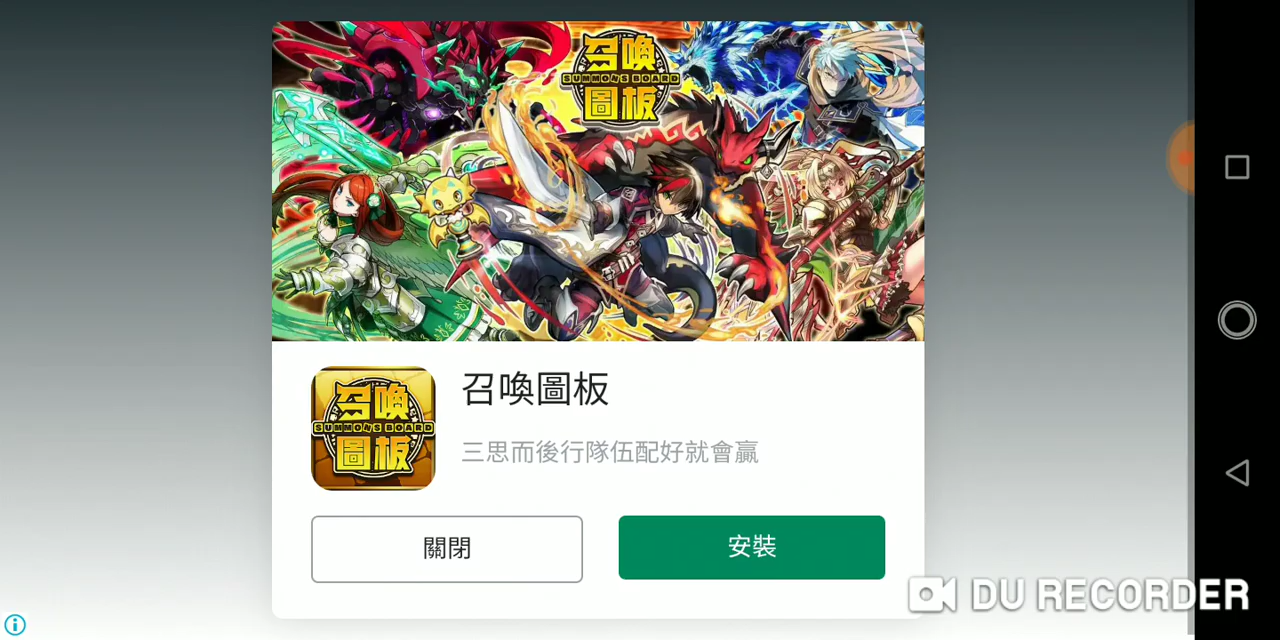 召喚
SUMMONS BOARD
圖板
召喚
SUMMONS BOARD
圖板
召喚圖板
三思而後行隊伍配好就會贏
關閉
安裝
DU RECORDER